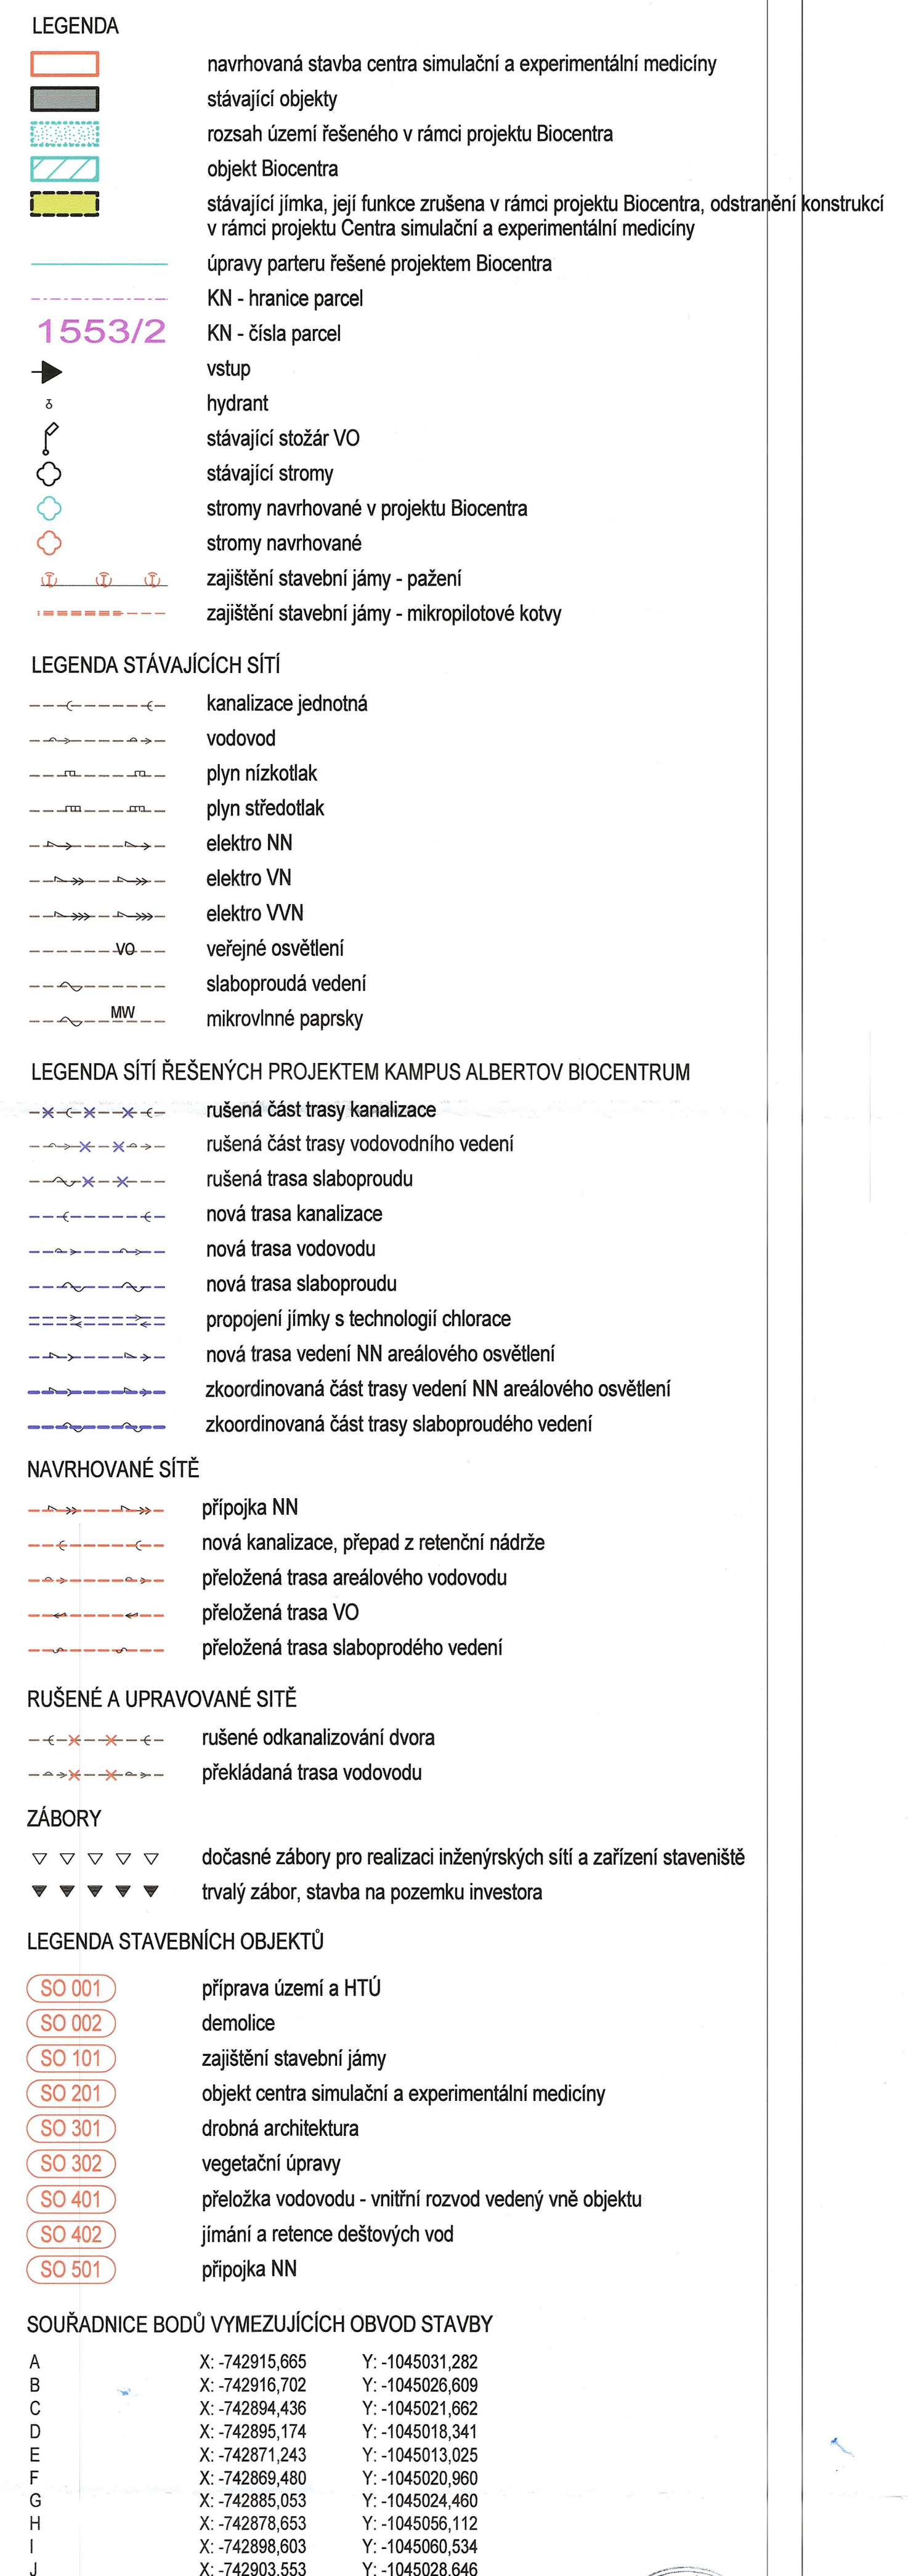 LEGENDA
navrhovaná stavba centra simulační a experimentální medicíny
stávající objekty
rozsah území řešeného v rámci projektu Biocentra
objekt Biocentra
stávající jímka, její funkce zrušena v rámci projektu Biocentra, odstranění konstrukcí
v rámci projektu Centra simulační a experimentální medicíny
úpravy parteru řešené projektem Biocentra
KN - hranice parcel
1553/2 KN - čísla parcel
vstup
hydrant
stávající stožár VO
stávající stromy
stromy navrhované v projektu Biocentra
stromy navrhované
zajištění stavební jámy - pažení
zajištění stavební jámy - mikropilotové kotvy
LEGENDA STÁVAJÍCÍCH SÍTÍ
kanalizace jednotná
vodovod
plyn nízkotlak
plyn středotlak
elektro NN
elektro VN
elektro VVN
VO veřejné osvětlení
slaboproudá vedení
MW mikrovlnné paprsky
LEGENDA SÍTÍ ŘEŠENÝCH PROJEKTEM KAMPUS ALBERTOV BIOCENTRUM
rušená část trasy kanalizace
rušená část trasy vodovodního vedení
rušená trasa slaboproudu
nová trasa kanalizace
nová trasa vodovodu
nová trasa slaboproudu
propojení jímky s technologií chlorace
nová trasa vedení NN areálového osvětlení
zkoordinovaná část trasy vedení NN areálového osvětlení
zkoordinovaná část trasy slaboproudého vedení
NAVRHOVANÉ SÍTĚ
přípojka NN
nová kanalizace, přepad z retenční nádrže
přeložená trasa areálového vodovodu
přeložená trasa VO
přeložená trasa slaboprodého vedení
RUŠENÉ A UPRAVOVANÉ SITĚ
rušené odkanalizování dvora
překládaná trasa vodovodu
ZÁBORY
dočasné zábory pro realizaci inženýrských sítí a zařízení staveniště
trvalý zábor, stavba na pozemku investora
LEGENDA STAVEBNÍCH OBJEKTŮ
SO 001 příprava území a HTÚ
SO 002 demolice
SO 101 zajištění stavební jámy
SO 201 objekt centra simulační a experimentální medicíny
SO 301 drobná architektura
SO 302 vegetační úpravy
SO 401 přeložka vodovodu - vnitřní rozvod vedený vně objektu
SO 402 jímání a retence deštových vod
SO 501 připojka NN
SOUŘADNICE BODŮ VYMEZUJÍCÍCH OBVOD STAVBY
A X: -742915,665 Y: -1045031,282
B X: -742916,702 Y: -1045026,609
C X: -742894,436 Y: -1045021,662
D X: -742895,174 Y: -1045018,341
E X: -742871,243 Y: -1045013,025
F X: -742869,480 Y: -1045020,960
G X: -742885,053 Y: -1045024,460
H X: -742878,653 Y: -1045056,112
I X: -742898,603 Y: -1045060,534
J X: -742903,553 Y: -1045028,646